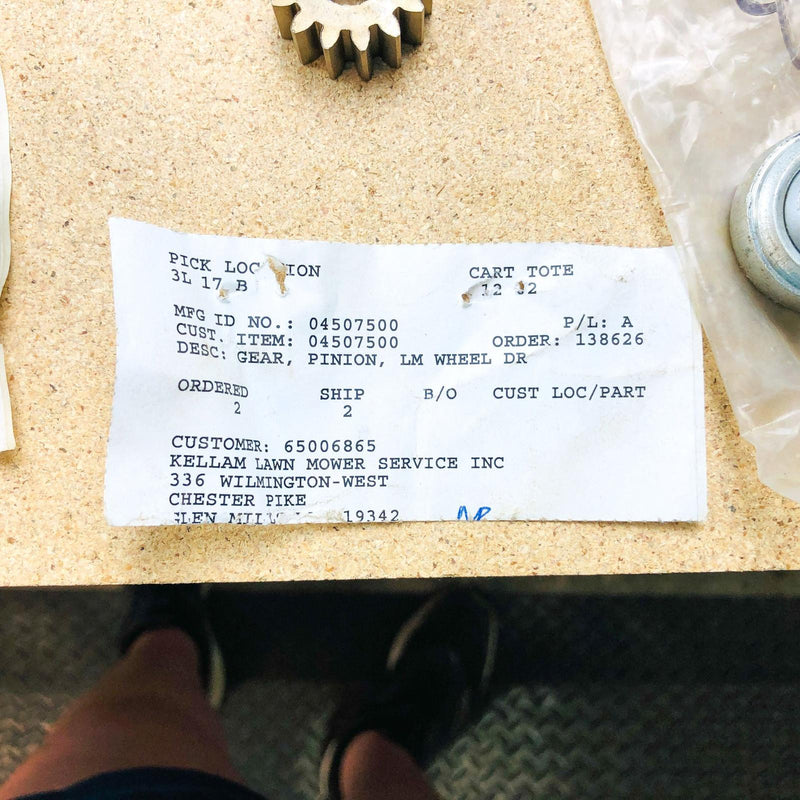 PICK LOCATION CART TOTE
3L 17 B 12 02
MFG ID NO.: 04507500 P/L: A
CUST. ITEM: 04507500 ORDER: 138626
DESC: GEAR, PINION, LM WHEEL DR
ORDERED SHIP B/O CUST LOC/PART
2 2
CUSTOMER: 65006865
KELLAM LAWN MOWER SERVICE INC
336 WILMINGTON-WEST
CHESTER PIKE
GLEN 19342